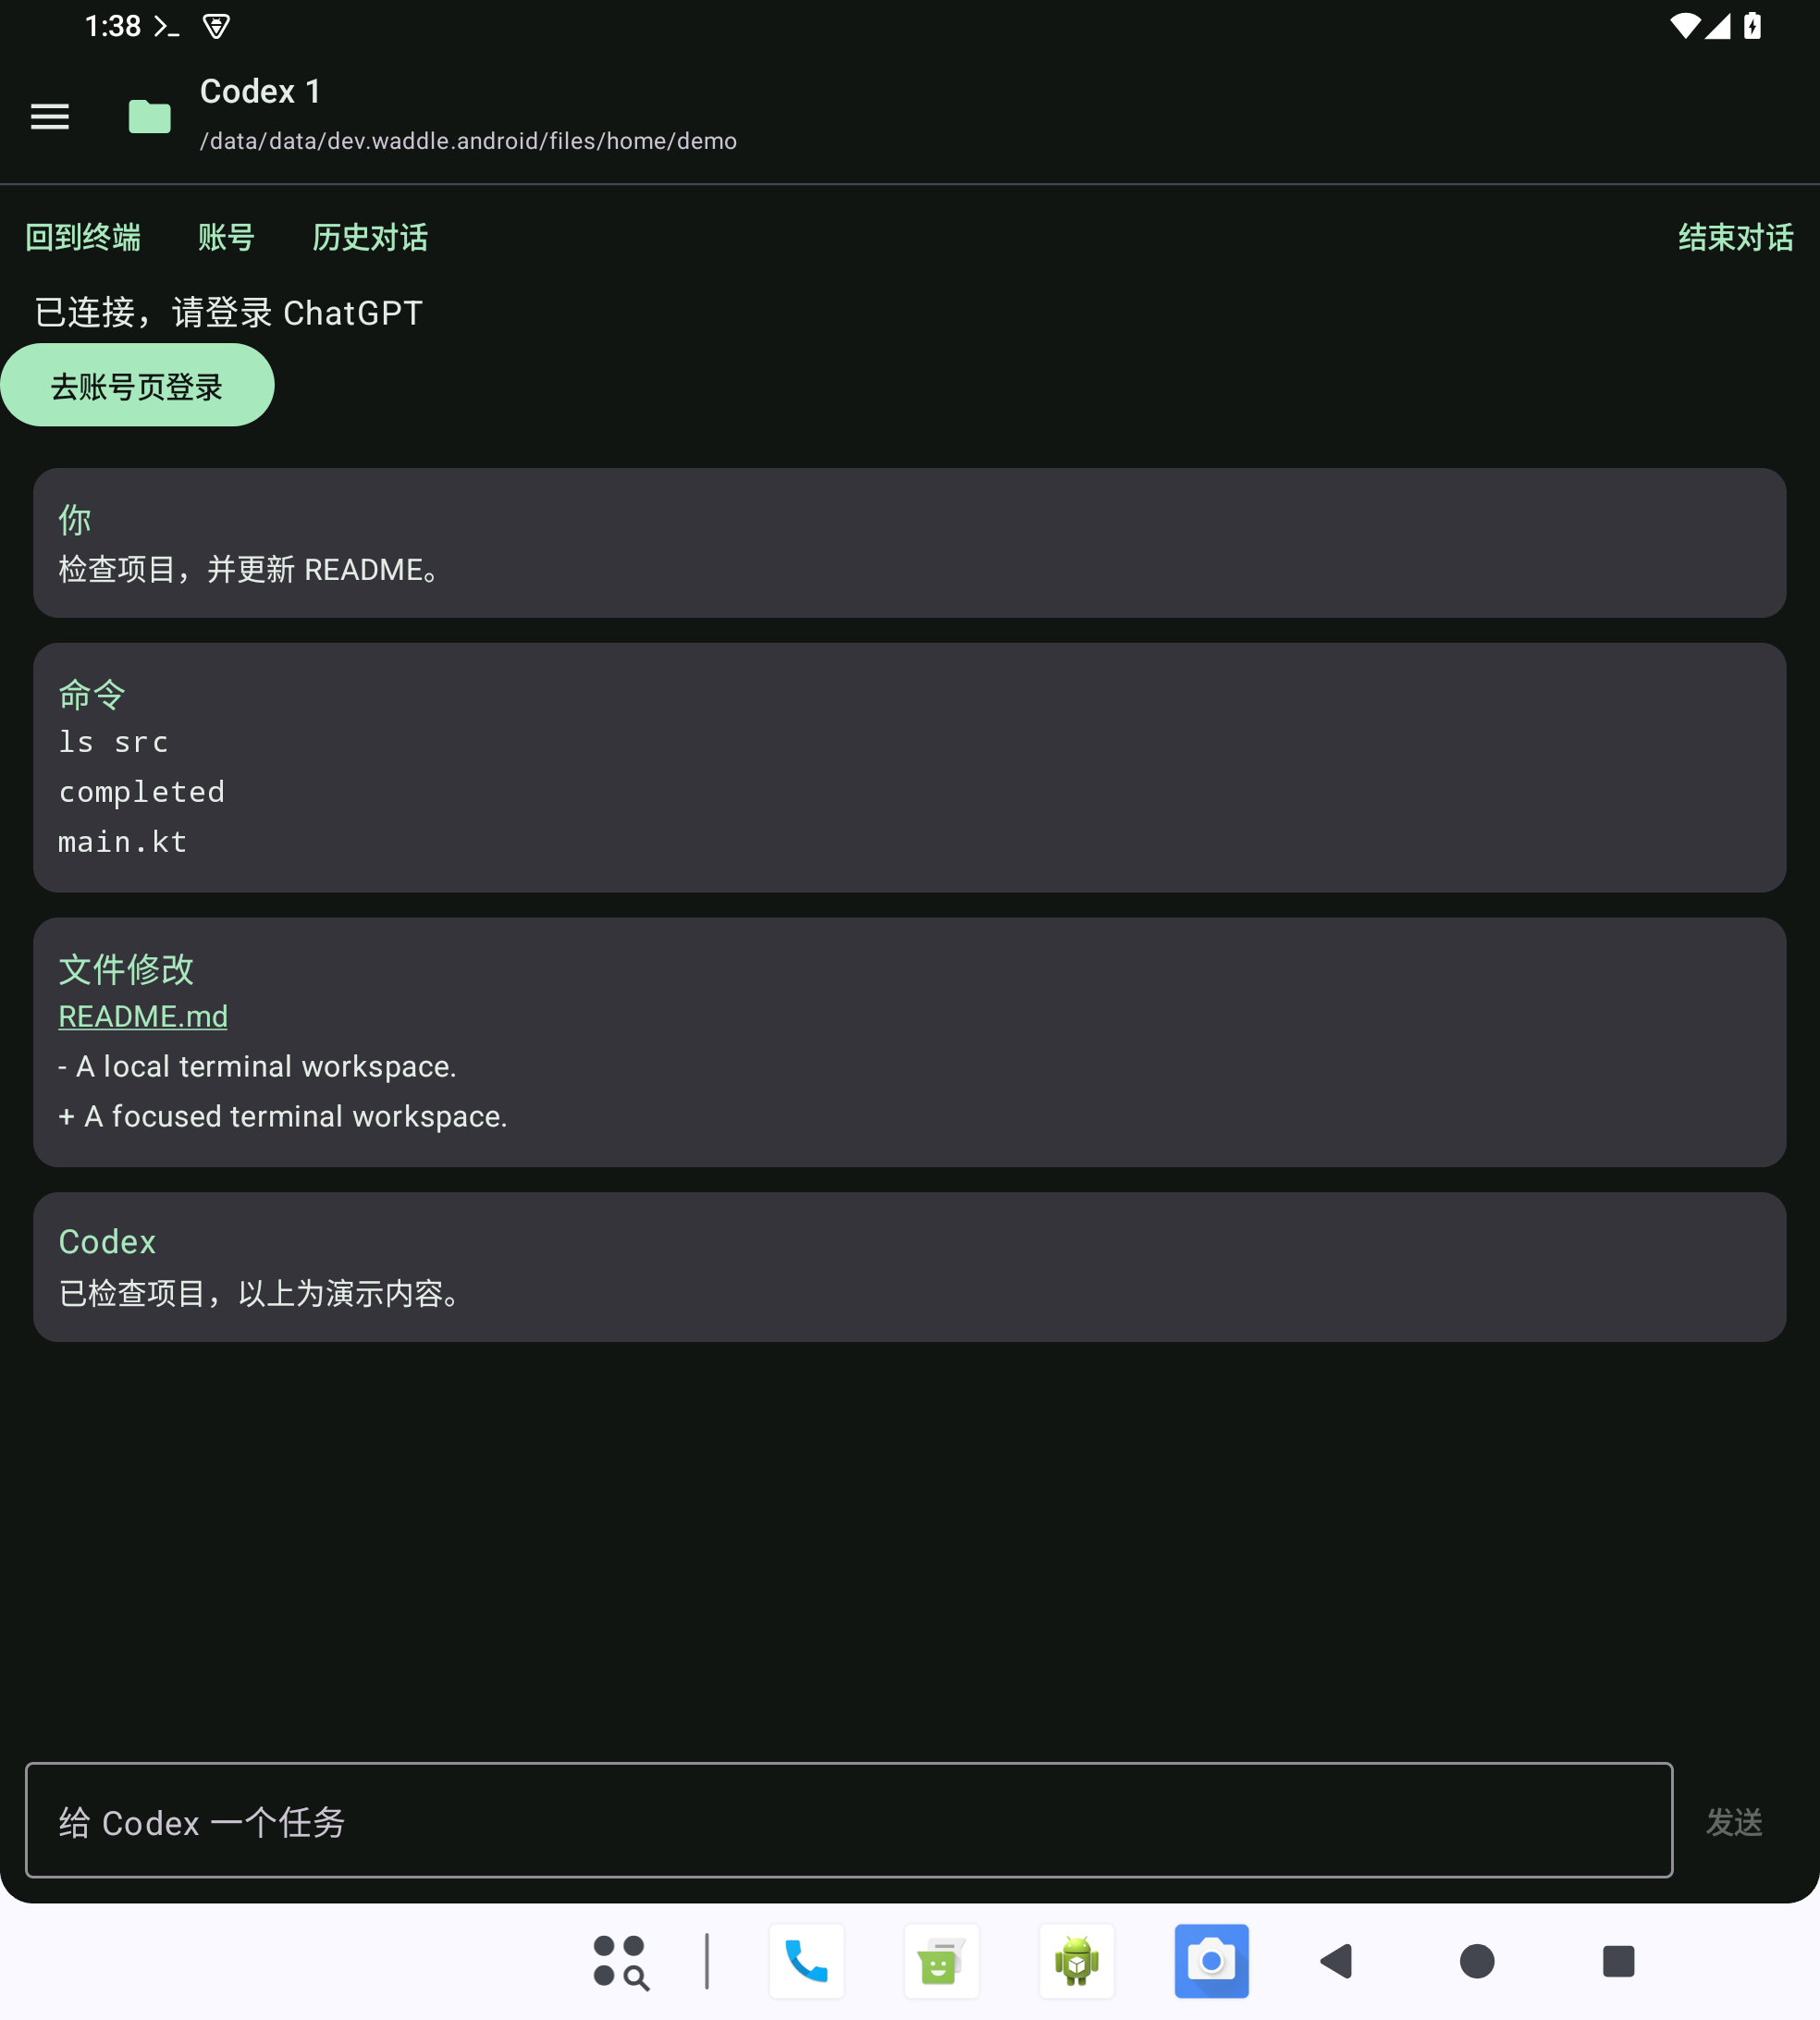 1:38
Codex 1
/data/data/dev.waddle.android/files/home/demo
回到终端 账号 历史对话 结束对话
已连接，请登录 ChatGPT
去账号页登录
你
检查项目，并更新 README。
命令
ls src
completed
main.kt
文件修改
README.md
- A local terminal workspace.
+ A focused terminal workspace.
Codex
已检查项目，以上为演示内容。
给 Codex 一个任务 发送